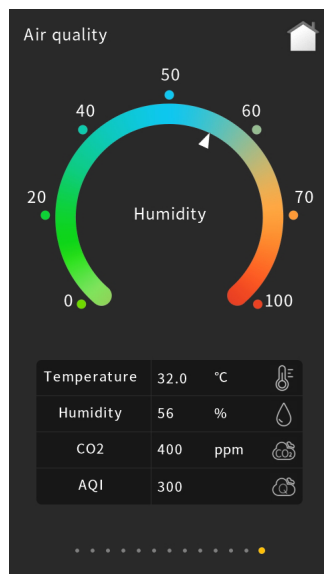 Air quality
50
40
60
20
70
Humidity
0
100
Temperature 32.0 ℃
Humidity 56 %
CO2 400 ppm
CO₂
AQI 300
Q